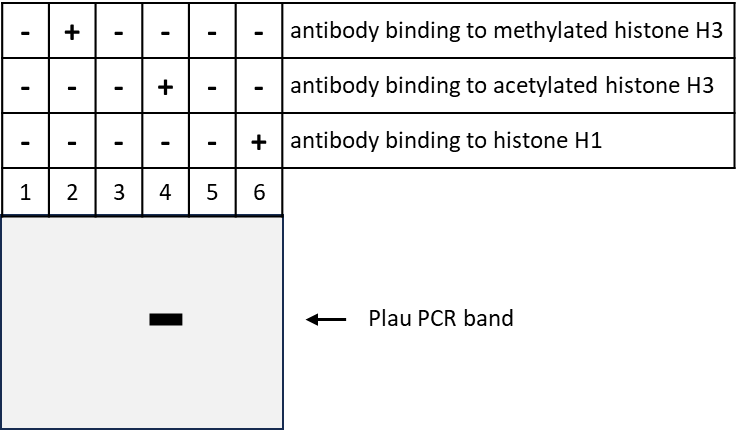 - + - - - - antibody binding to methylated histone H3
- - - + - - antibody binding to acetylated histone H3
- - - - - + antibody binding to histone H1
1 2 3 4 5 6
Plau PCR band